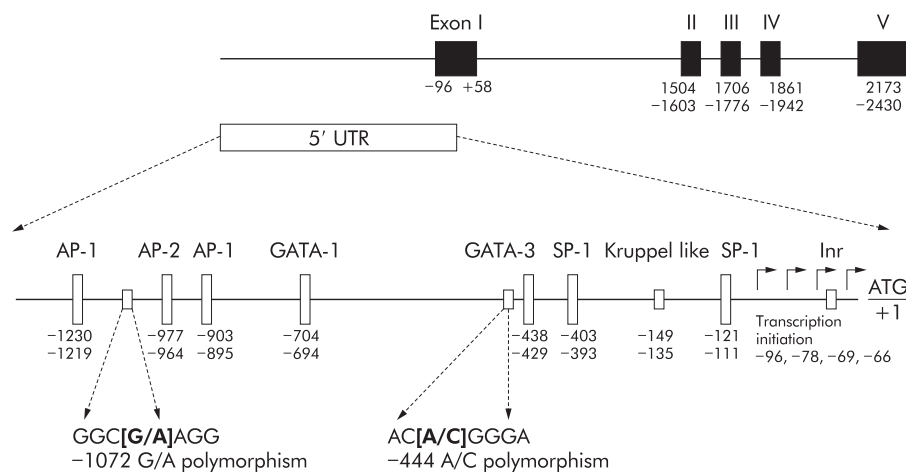 Exon I II III IV V
−96 +58 1504 1706 1861 2173
−1603 −1776 −1942 −2430
5′ UTR
AP-1 AP-2 AP-1 GATA-1 GATA-3 SP-1 Kruppel like SP-1 Inr
ATG
+1
−1230 −977 −903 −704 −438 −403 −149 −121
−1219 −964 −895 −694 −429 −393 −135 −111
Transcription
initiation
−96, −78, −69, −66
GGC[G/A]AGG
−1072 G/A polymorphism
AC[A/C]GGGA
−444 A/C polymorphism